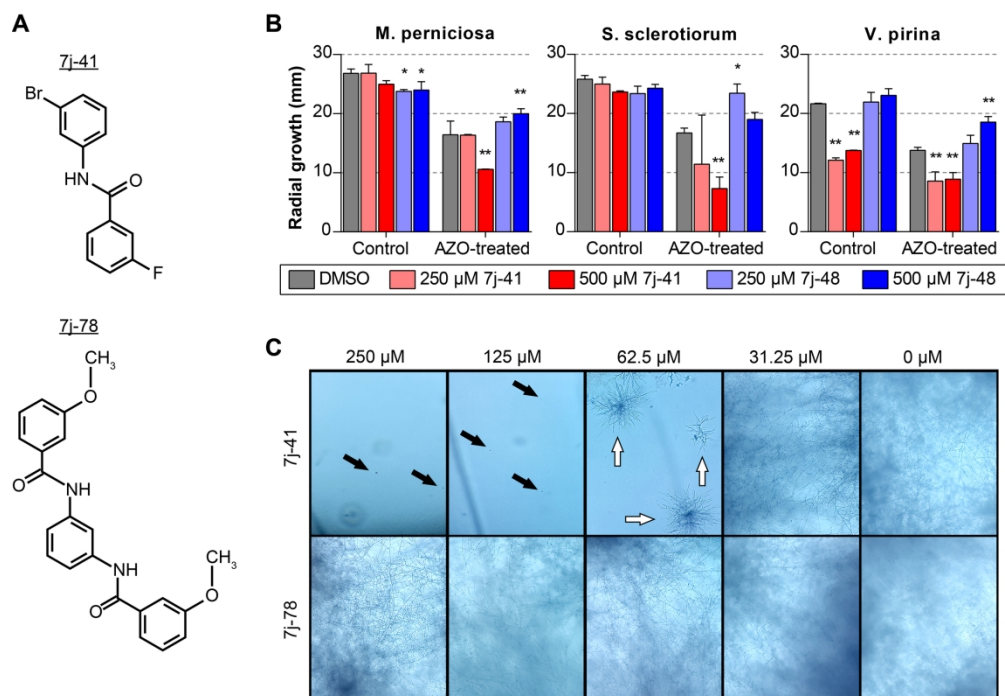 A
7j-41
Br
HN
O
F
7j-78
CH3
O
O
NH
NH
CH3
O
O
B
M. perniciosa
S. sclerotiorum
V. pirina
Radial growth (mm)
30
20
10
0
* *
**
**
Control
AZO-treated
30
20
10
0
*
**
Control
AZO-treated
30
20
10
0
** **
** **
**
Control
AZO-treated
DMSO
250 µM 7j-41
500 µM 7j-41
250 µM 7j-48
500 µM 7j-48
C
250 µM
125 µM
62.5 µM
31.25 µM
0 µM
7j-41
7j-78